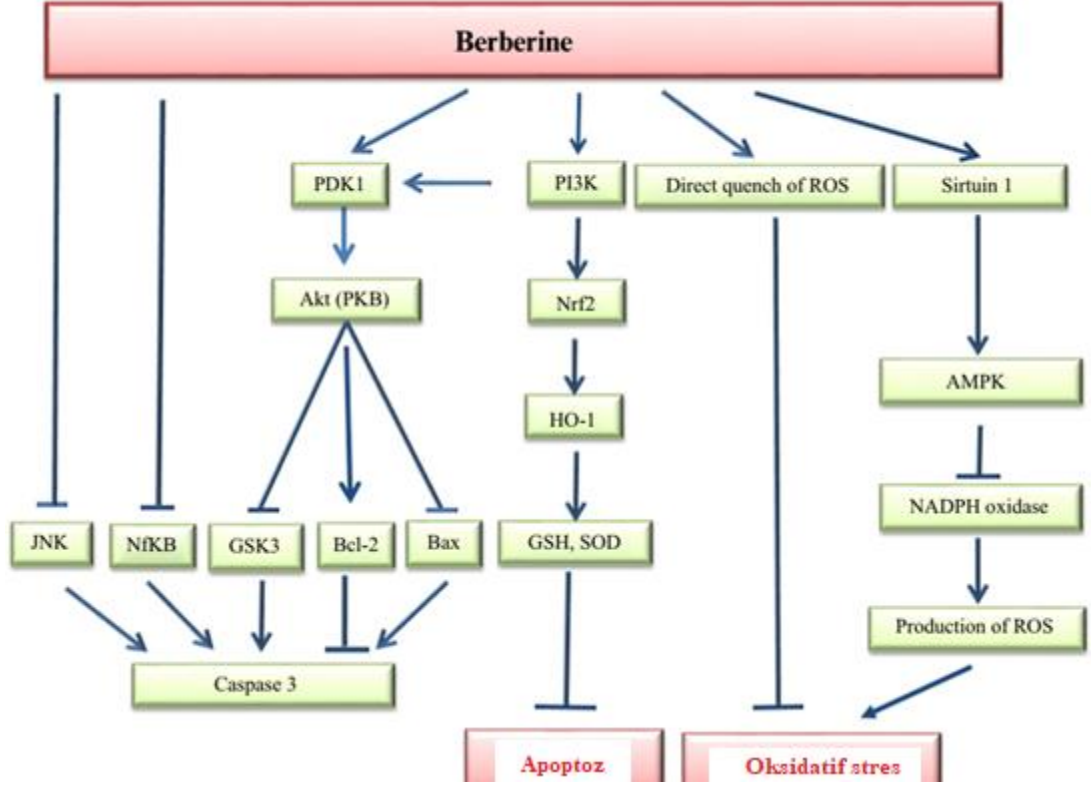 Berberine
PDK1
PI3K
Direct quench of ROS
Sirtuin 1
Akt (PKB)
Nrf2
AMPK
HO-1
NADPH oxidase
JNK
NfKB
GSK3
Bcl-2
Bax
GSH, SOD
Production of ROS
Caspase 3
Apoptoz
Oksidatif stres